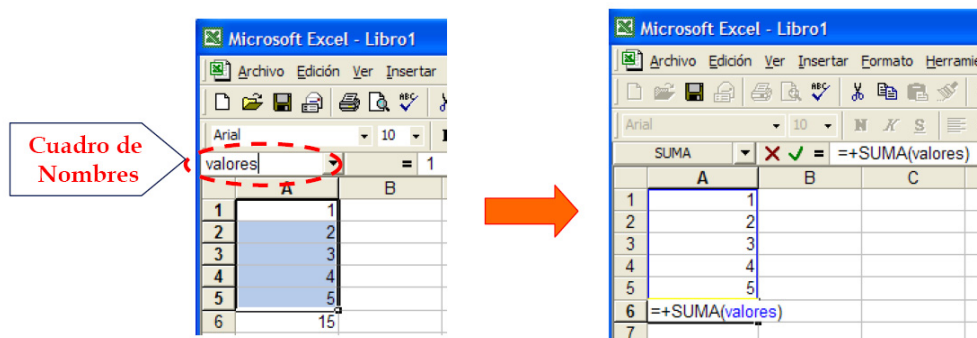 Cuadro de
Nombres
Microsoft Excel - Libro1
Archivo Edición Ver Insertar
ABC
Arial 10
valores = 1
A B
1 1
2 2
3 3
4 4
5 5
6 15
Microsoft Excel - Libro1
Archivo Edición Ver Insertar Formato Herramie
ABC
Arial 10 N K S
SUMA = =+SUMA(valores)
A B C
1 1
2 2
3 3
4 4
5 5
6 =+SUMA(valores)
7